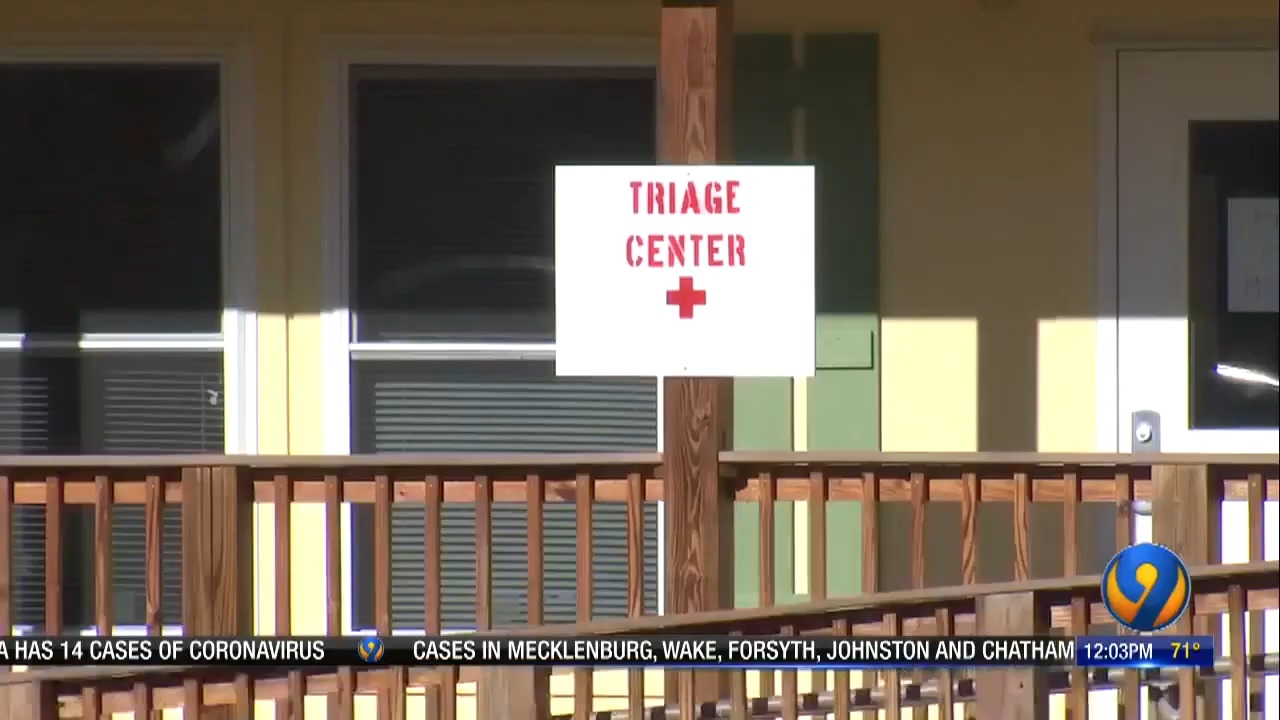 TRIAGE
CENTER
9
A HAS 14 CASES OF CORONAVIRUS 9 CASES IN MECKLENBURG, WAKE, FORSYTH, JOHNSTON AND CHATHAM 12:03PM 71°